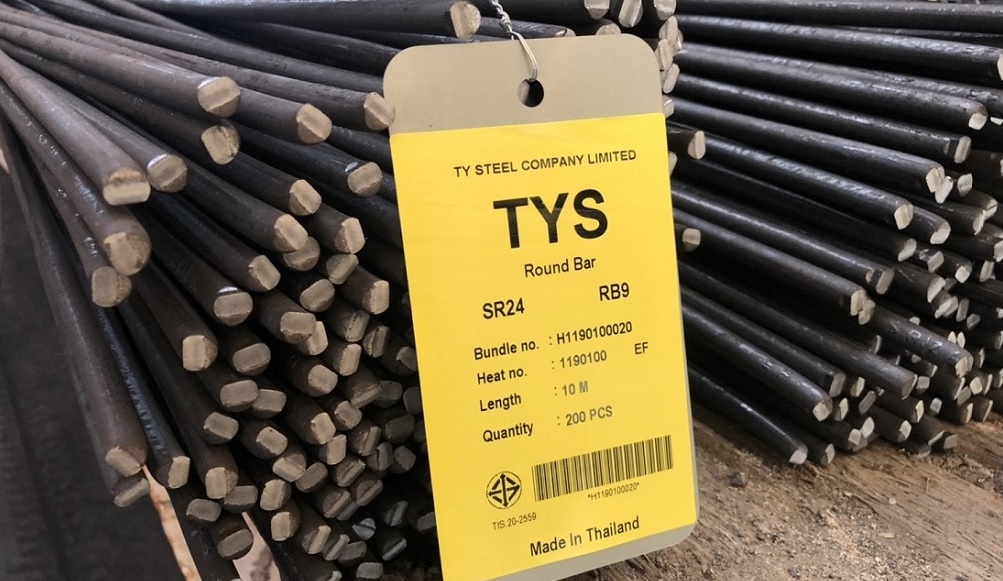 TY STEEL COMPANY LIMITED
TYS
Round Bar
SR24 RB9
Bundle no. : H1190100020
Heat no. : 1190100 EF
Length : 10 M
Quantity : 200 PCS
*H1190100020*
TIS.20-2559
Made In Thailand